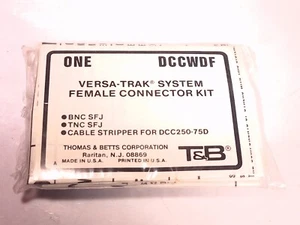 ONE DCCWDF
VERSA-TRAK® SYSTEM
FEMALE CONNECTOR KIT
●BNC SFJ
●TNC SFJ
●CABLE STRIPPER FOR DCC250-75D
THOMAS & BETTS CORPORATION
Raritan, N.J. 08869
MADE IN U.S.A. PRINTED IN U.S.A.
T&B®